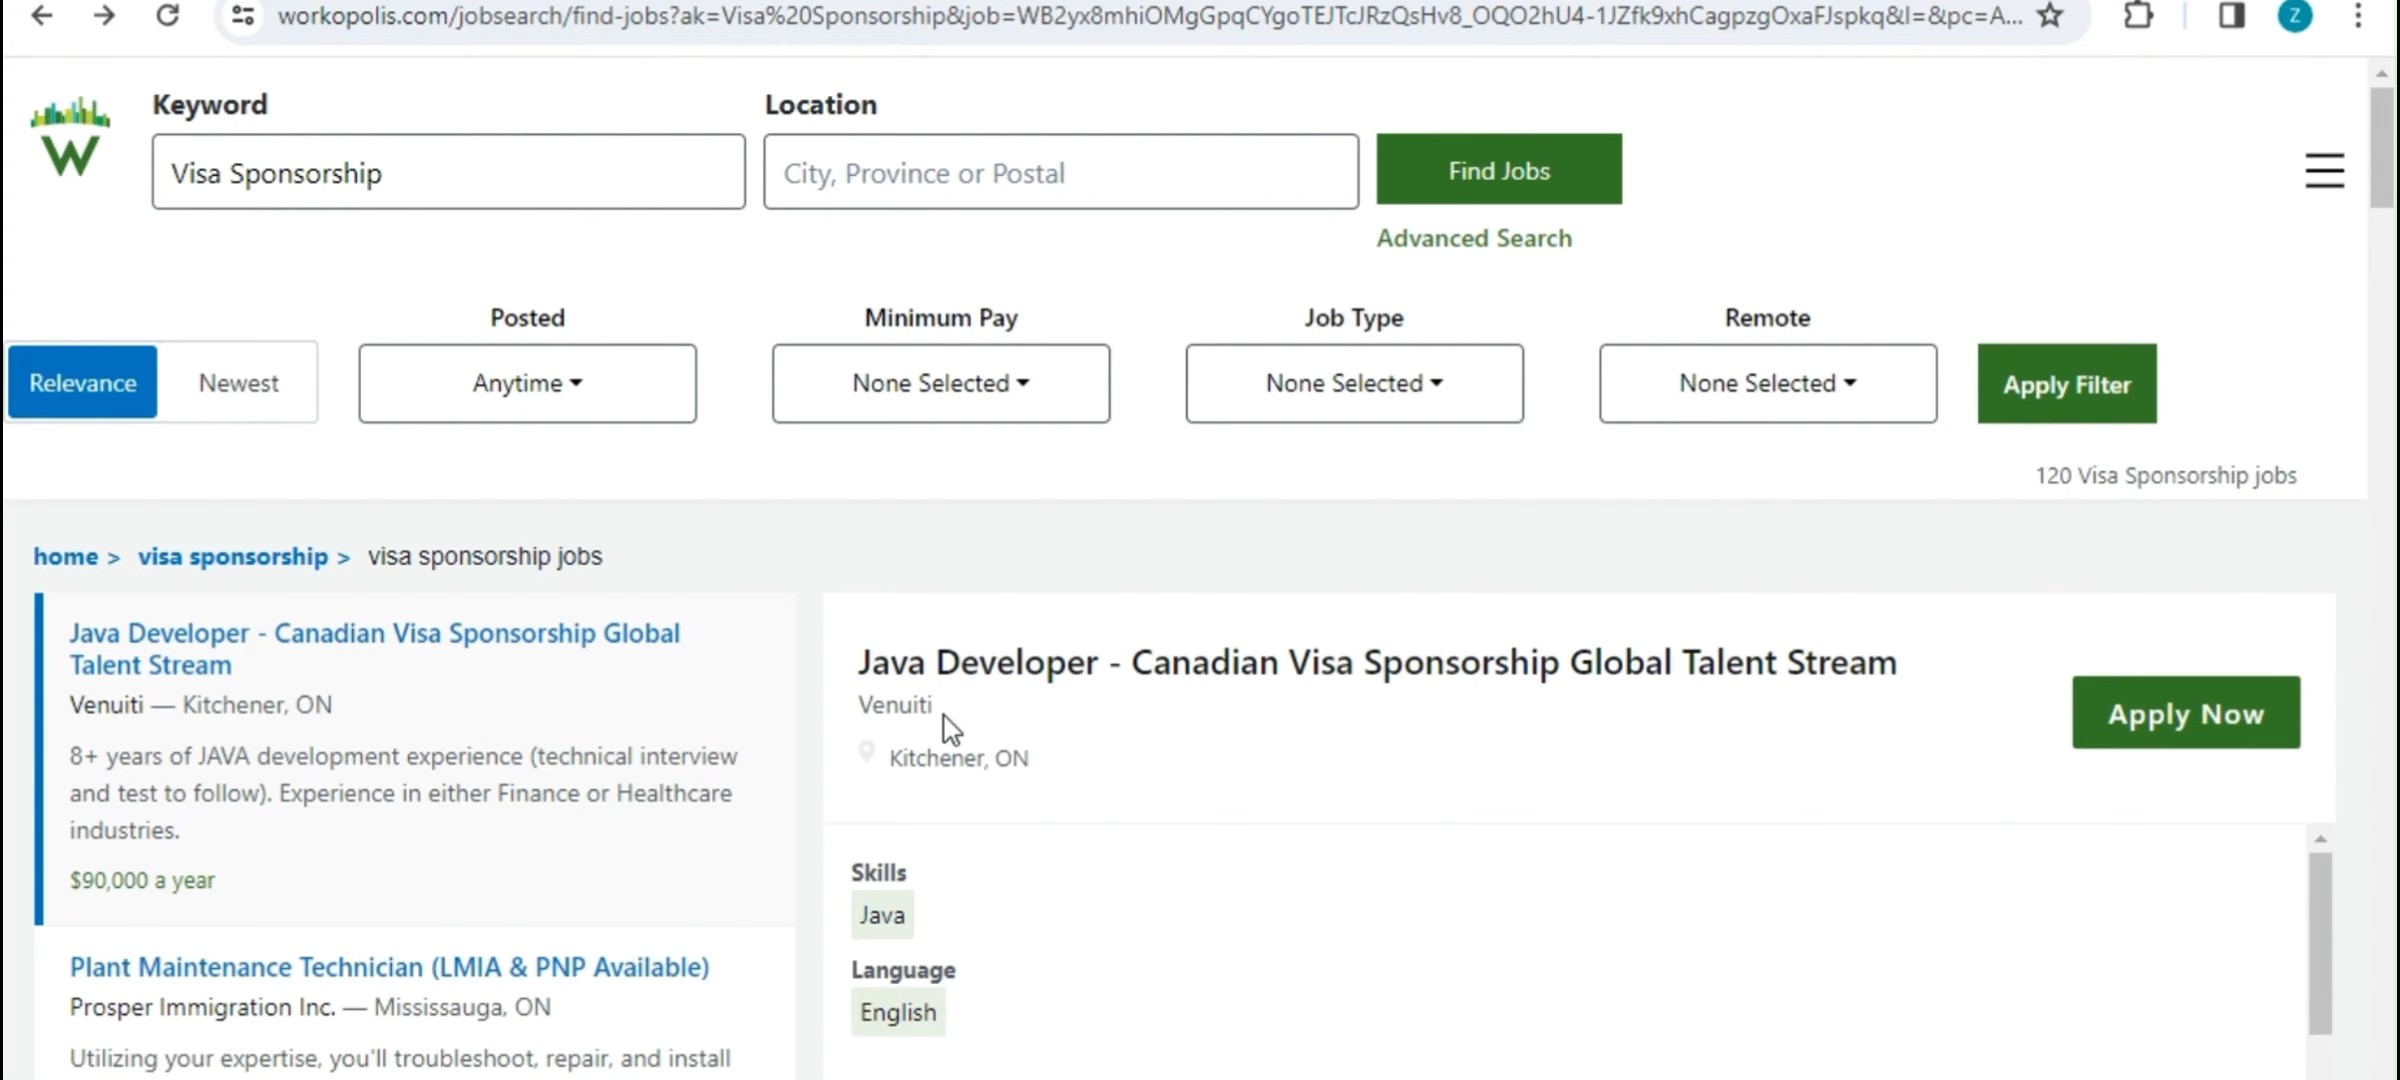 workopolis.com/jobsearch/find-jobs?ak=Visa%20Sponsorship&job=WB2yx8mhiOMgGpqCYgoTEJTcJRzQsHv8_OQO2hU4-1JZfk9xhCagpzgOxaFJspkq&l=&pc=A...
Z
Keyword
Location
W
Visa Sponsorship
City, Province or Postal
Find Jobs
Advanced Search
Posted
Minimum Pay
Job Type
Remote
Relevance
Newest
Anytime
None Selected
None Selected
None Selected
Apply Filter
120 Visa Sponsorship jobs
home > visa sponsorship > visa sponsorship jobs
Java Developer - Canadian Visa Sponsorship Global
Talent Stream
Venuiti — Kitchener, ON
8+ years of JAVA development experience (technical interview
and test to follow). Experience in either Finance or Healthcare
industries.
$90,000 a year
Plant Maintenance Technician (LMIA & PNP Available)
Prosper Immigration Inc. — Mississauga, ON
Utilizing your expertise, you'll troubleshoot, repair, and install
Java Developer - Canadian Visa Sponsorship Global Talent Stream
Venuiti
Kitchener, ON
Apply Now
Skills
Java
Language
English